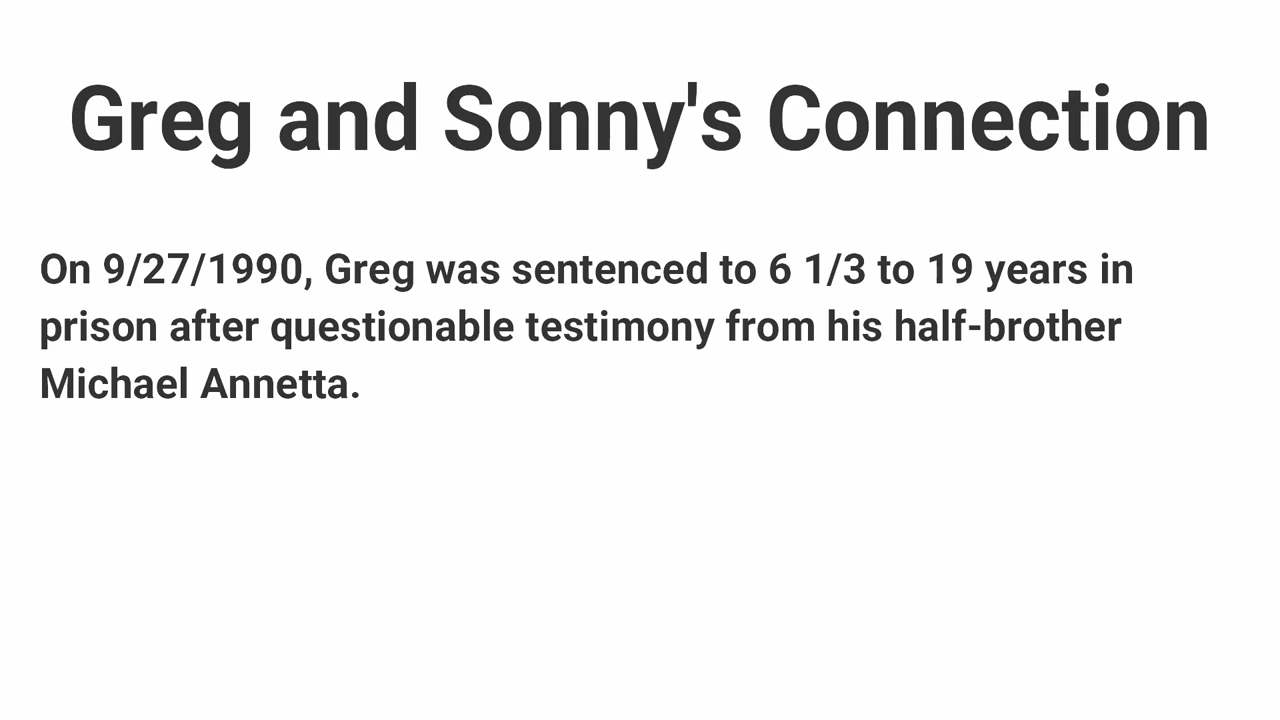 Greg and Sonny's Connection
On 9/27/1990, Greg was sentenced to 6 1/3 to 19 years in
prison after questionable testimony from his half-brother
Michael Annetta.